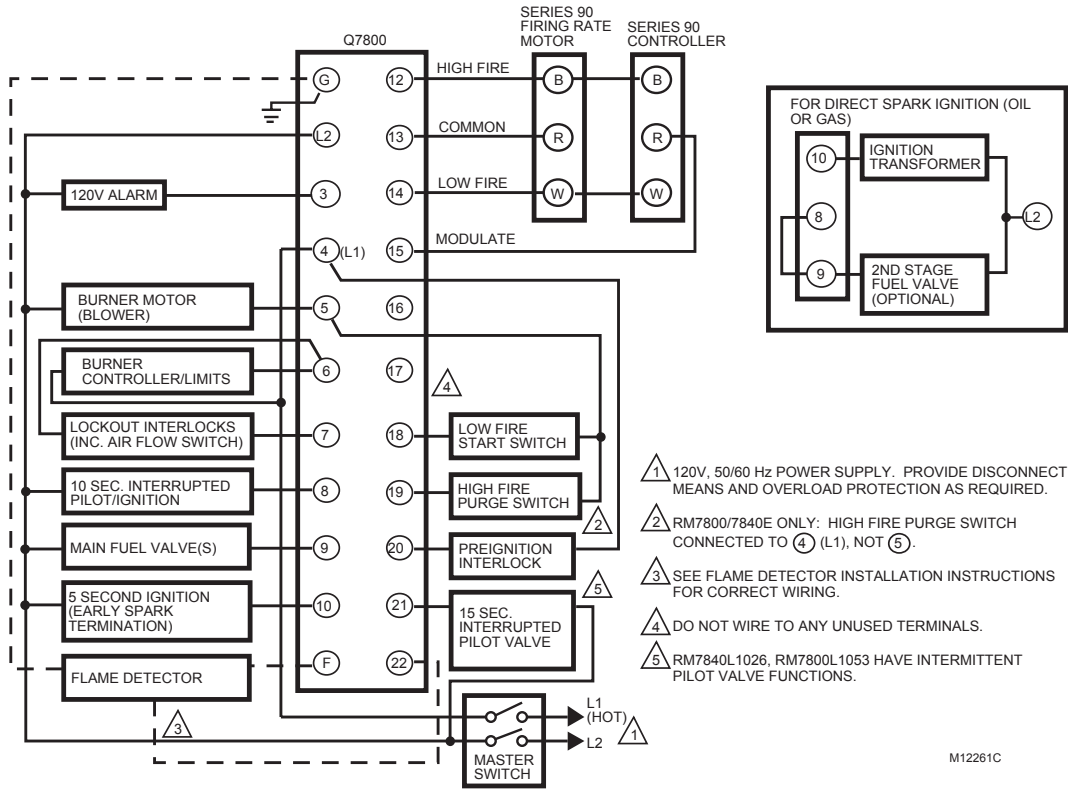 Q7800
SERIES 90
FIRING RATE
MOTOR
SERIES 90
CONTROLLER
G
L2
3
4
(L1)
5
6
7
8
9
10
F
12
13
14
15
16
17
18
19
20
21
22
HIGH FIRE
COMMON
LOW FIRE
MODULATE
B
R
W
B
R
W
120V ALARM
BURNER MOTOR
(BLOWER)
BURNER
CONTROLLER/LIMITS
LOCKOUT INTERLOCKS
(INC. AIR FLOW SWITCH)
10 SEC. INTERRUPTED
PILOT/IGNITION
MAIN FUEL VALVE(S)
5 SECOND IGNITION
(EARLY SPARK
TERMINATION)
FLAME DETECTOR
3
4
LOW FIRE
START SWITCH
HIGH FIRE
PURGE SWITCH
2
PREIGNITION
INTERLOCK
5
15 SEC.
INTERRUPTED
PILOT VALVE
L1
(HOT)
L2
1
MASTER
SWITCH
FOR DIRECT SPARK IGNITION (OIL
OR GAS)
10
8
9
IGNITION
TRANSFORMER
2ND STAGE
FUEL VALVE
(OPTIONAL)
L2
1 120V, 50/60 Hz POWER SUPPLY. PROVIDE DISCONNECT
MEANS AND OVERLOAD PROTECTION AS REQUIRED.
2 RM7800/7840E ONLY: HIGH FIRE PURGE SWITCH
CONNECTED TO 4 (L1), NOT 5.
3 SEE FLAME DETECTOR INSTALLATION INSTRUCTIONS
FOR CORRECT WIRING.
4 DO NOT WIRE TO ANY UNUSED TERMINALS.
5 RM7840L1026, RM7800L1053 HAVE INTERMITTENT
PILOT VALVE FUNCTIONS.
M12261C